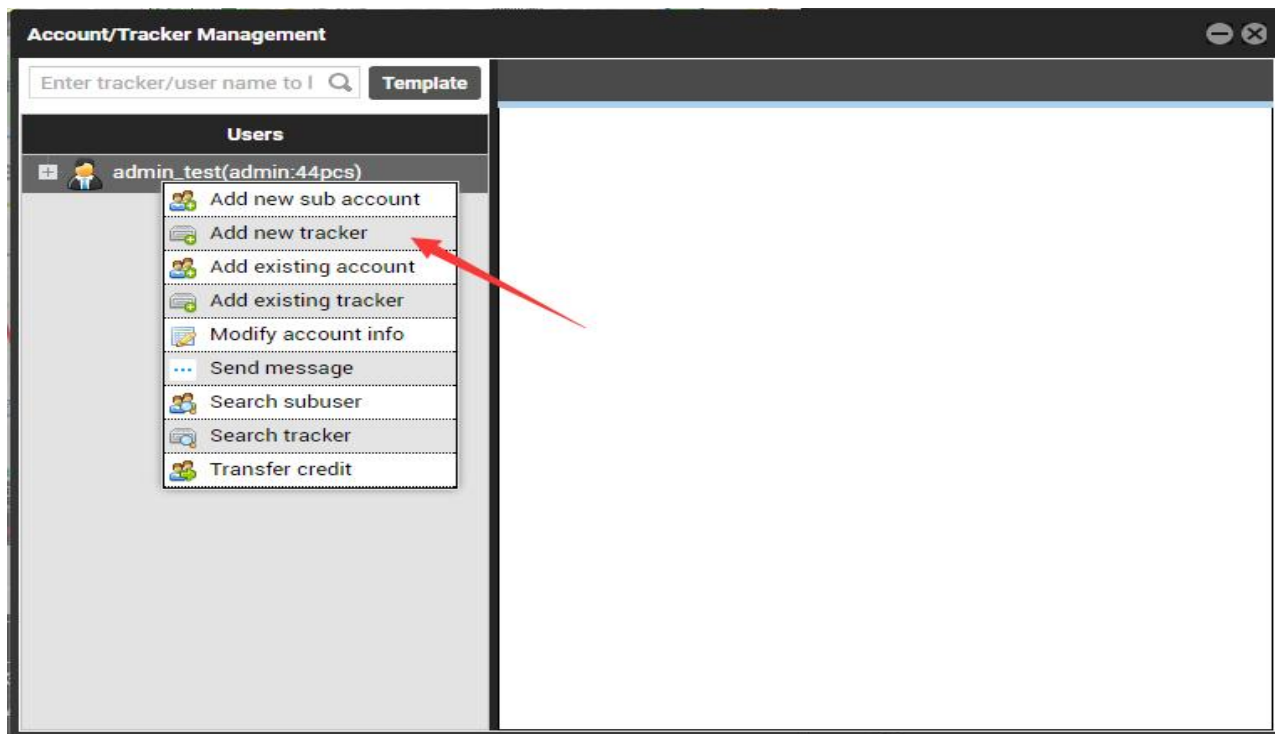 Account/Tracker Management
Enter tracker/user name to l
Template
Users
admin_test(admin:44pcs)
Add new sub account
Add new tracker
Add existing account
Add existing tracker
Modify account info
Send message
Search subuser
Search tracker
Transfer credit